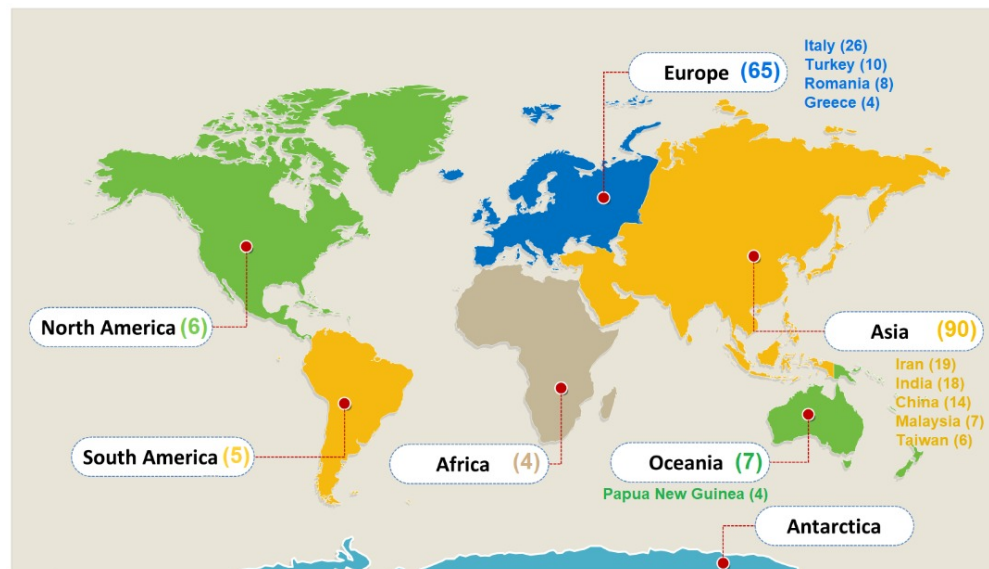 Europe (65)
Italy (26)
Turkey (10)
Romania (8)
Greece (4)
North America (6)
Asia (90)
Iran (19)
India (18)
China (14)
Malaysia (7)
Taiwan (6)
South America (5)
Africa (4)
Oceania (7)
Papua New Guinea (4)
Antarctica